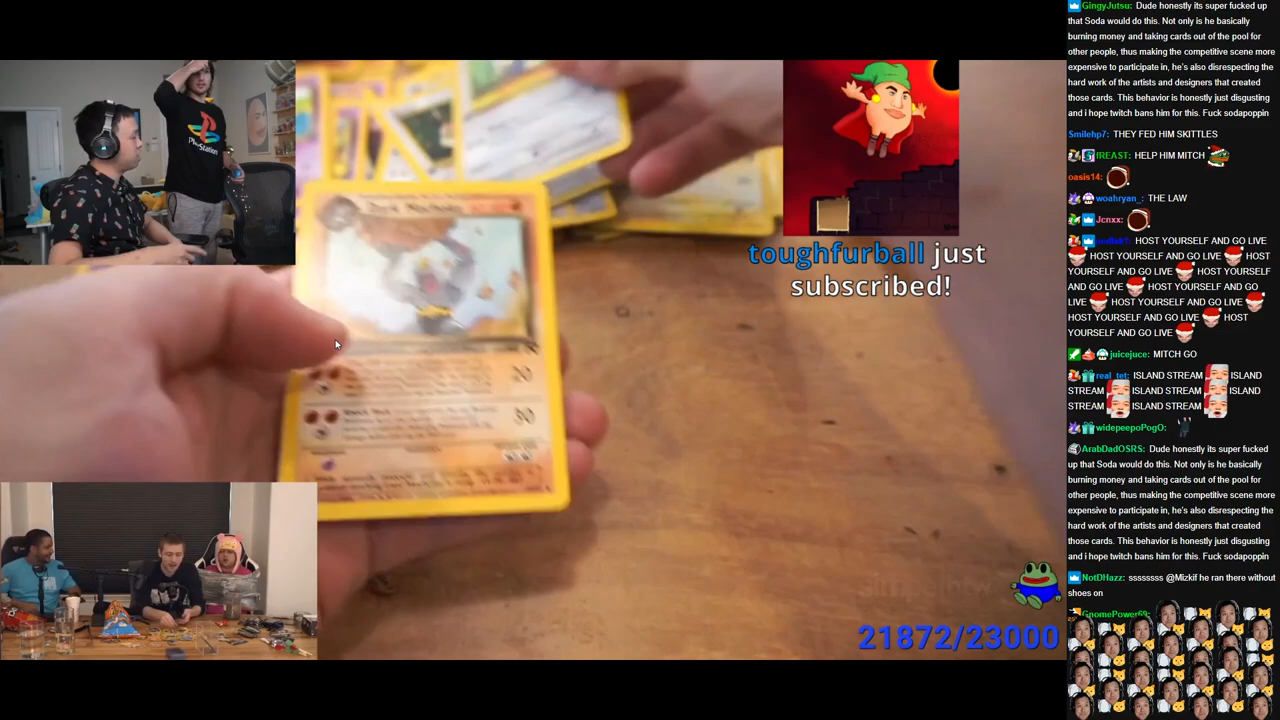 PlayStation
toughfurball just
subscribed!
20
80
21872/23000
GingyJutsu: Dude honestly its super fucked up
that Soda would do this. Not only is he basically
burning money and taking cards out of the pool for
other people, thus making the competitive scene more
expensive to participate in, he's also disrespecting the
hard work of the artists and designers that created
those cards. This behavior is honestly just disgusting
and i hope twitch bans him for this. Fuck sodapoppin
Smilehp7: THEY FED HIM SKITTLES
fREAST: HELP HIM MITCH
oasis14:
woahryan_: THE LAW
Jcnxx:
HOST YOURSELF AND GO LIVE
HOST YOURSELF AND GO LIVE HOST
YOURSELF AND GO LIVE HOST YOURSELF
AND GO LIVE HOST YOURSELF AND GO
LIVE HOST YOURSELF AND GO LIVE
HOST YOURSELF AND GO LIVE HOST
YOURSELF AND GO LIVE
juicejuce: MITCH GO
real_tet: ISLAND STREAM ISLAND
STREAM ISLAND STREAM ISLAND
STREAM ISLAND STREAM
widepeepoPogO:
ArabDadOSRS: Dude honestly its super fucked
up that Soda would do this. Not only is he basically
burning money and taking cards out of the pool for
other people, thus making the competitive scene more
expensive to participate in, he's also disrespecting the
hard work of the artists and designers that created
those cards. This behavior is honestly just disgusting
and i hope twitch bans him for this. Fuck sodapoppin
NotDHazz: ssssssss @Mizkif he ran there without
shoes on
GnomePower69: